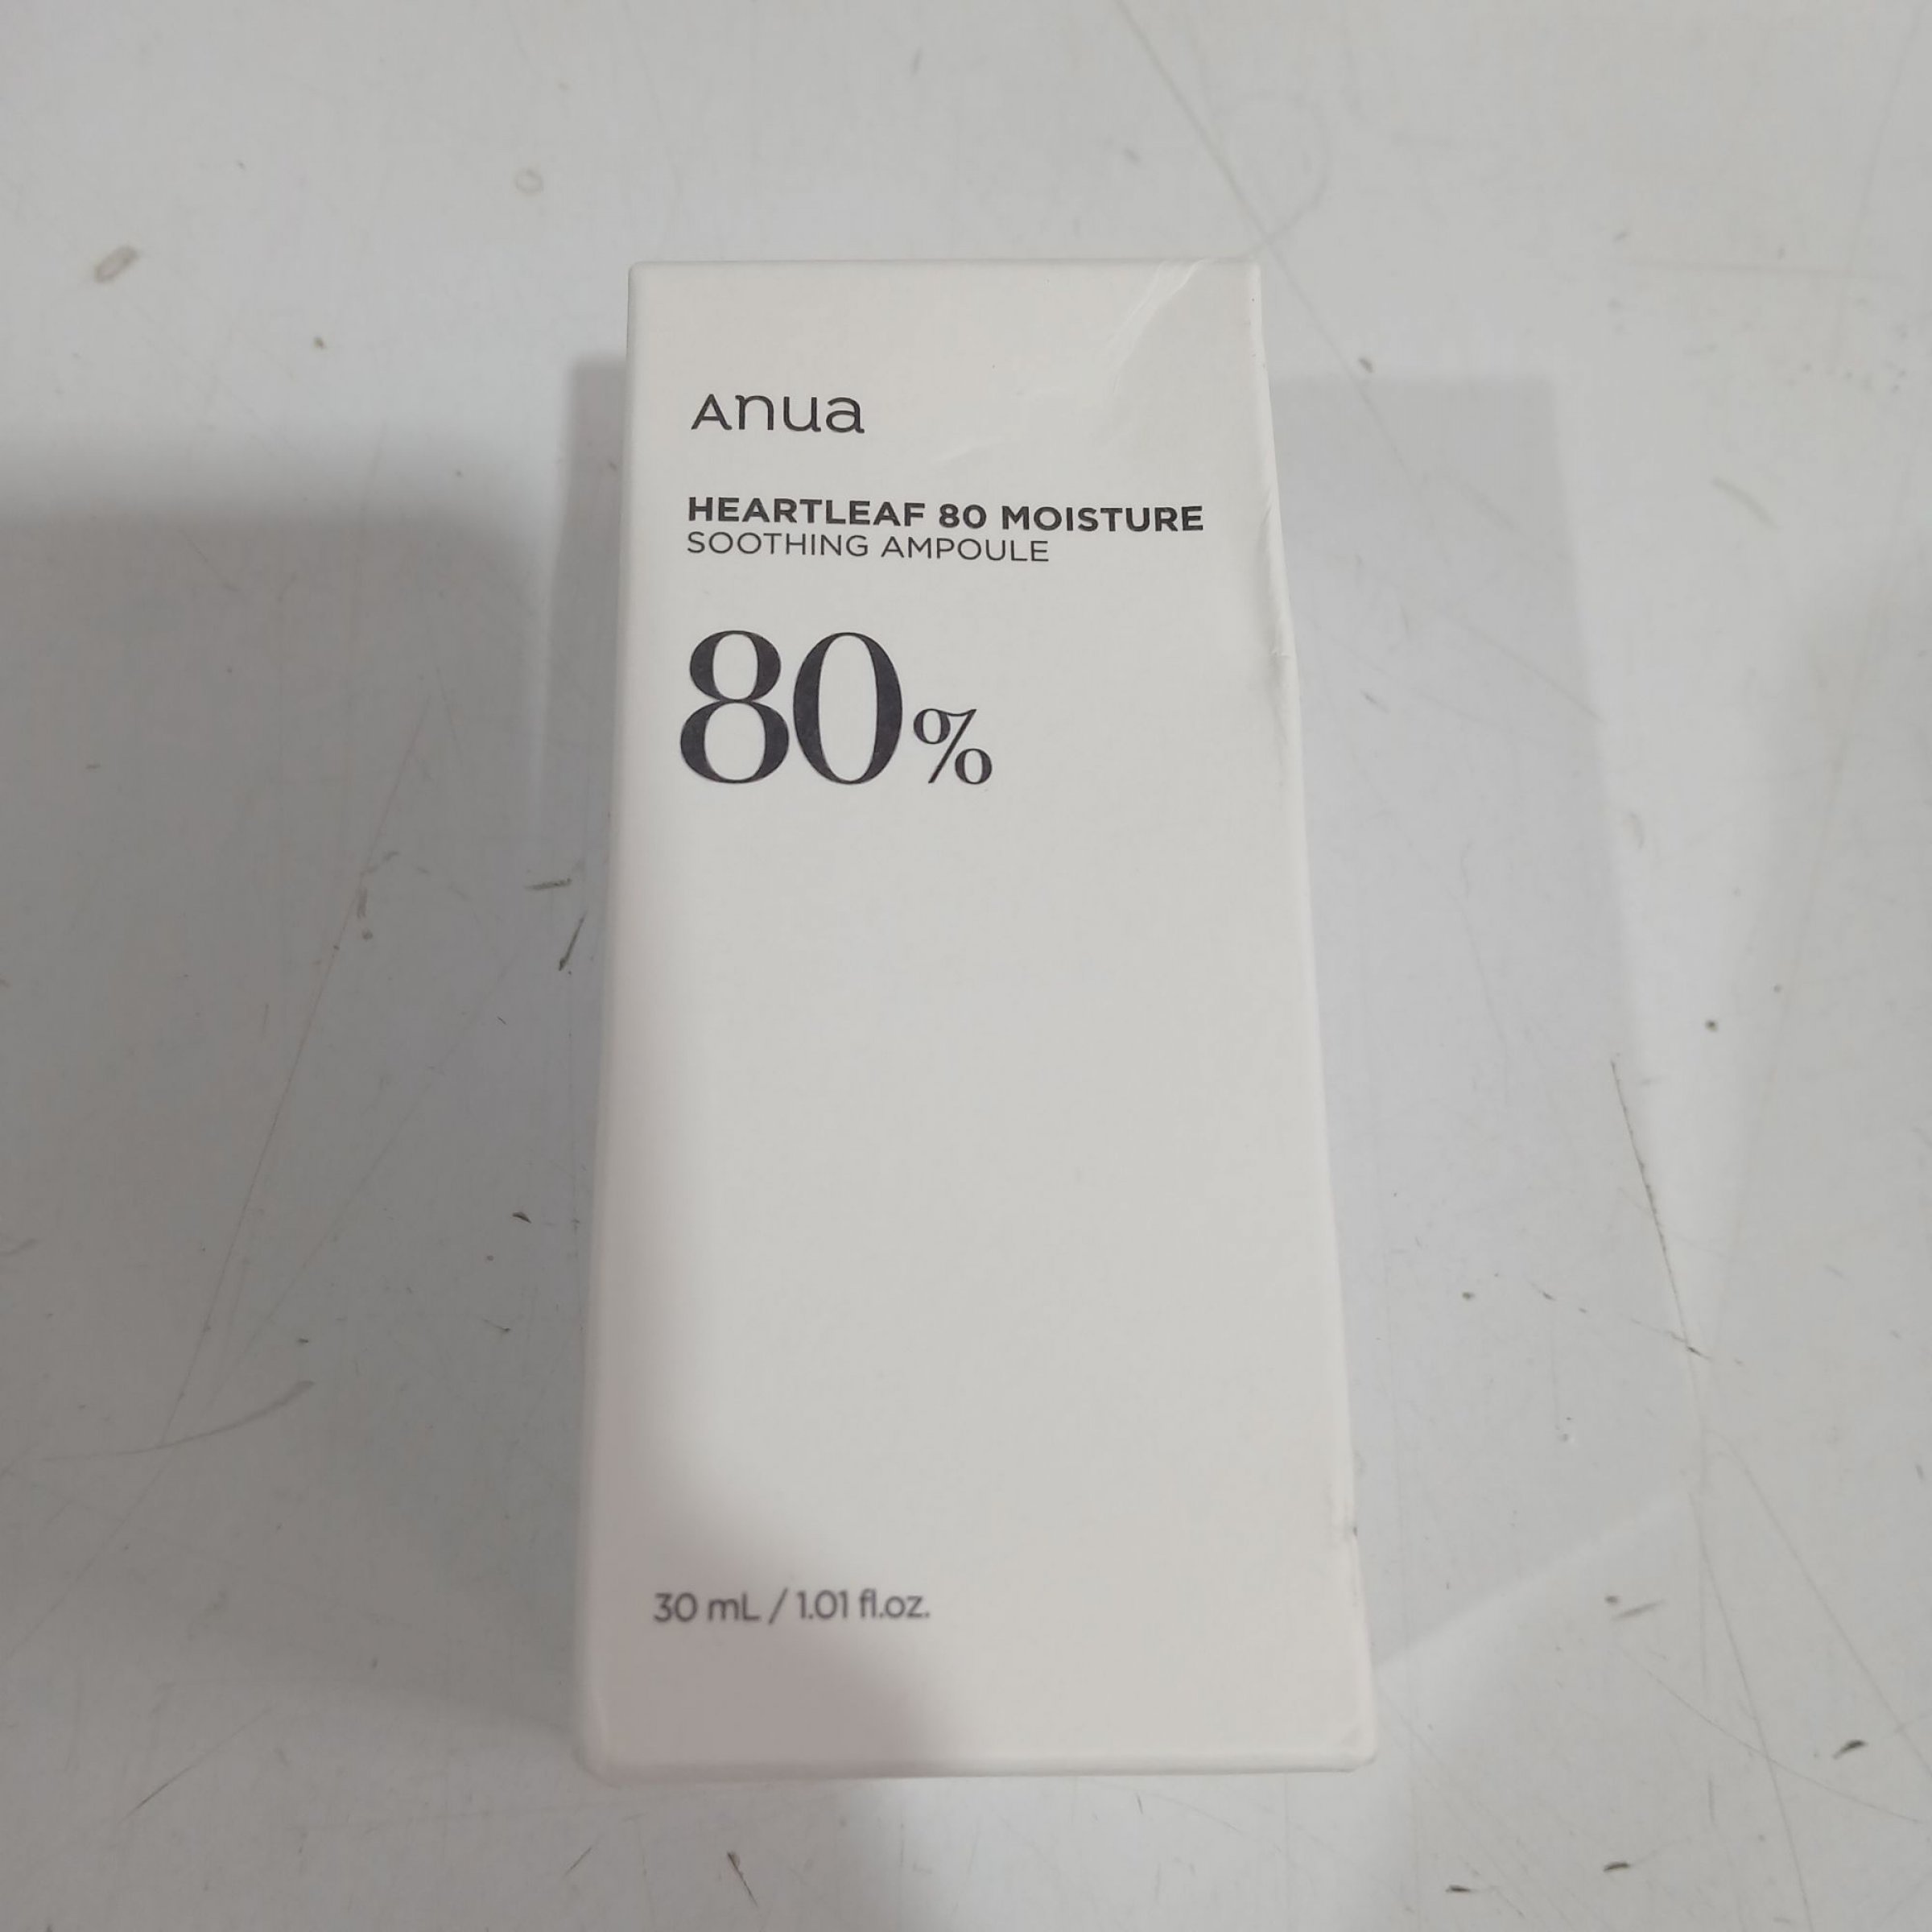 Anua
HEARTLEAF 80 MOISTURE
SOOTHING AMPOULE
80%
30 mL / 1.01 fl.oz.